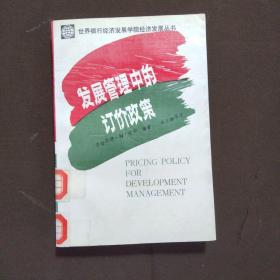 世界银行经济发展学院经济发展丛书
发展管理中的
订价政策
PRICING POLICY
FOR
DEVELOPMENT
MANAGEMENT